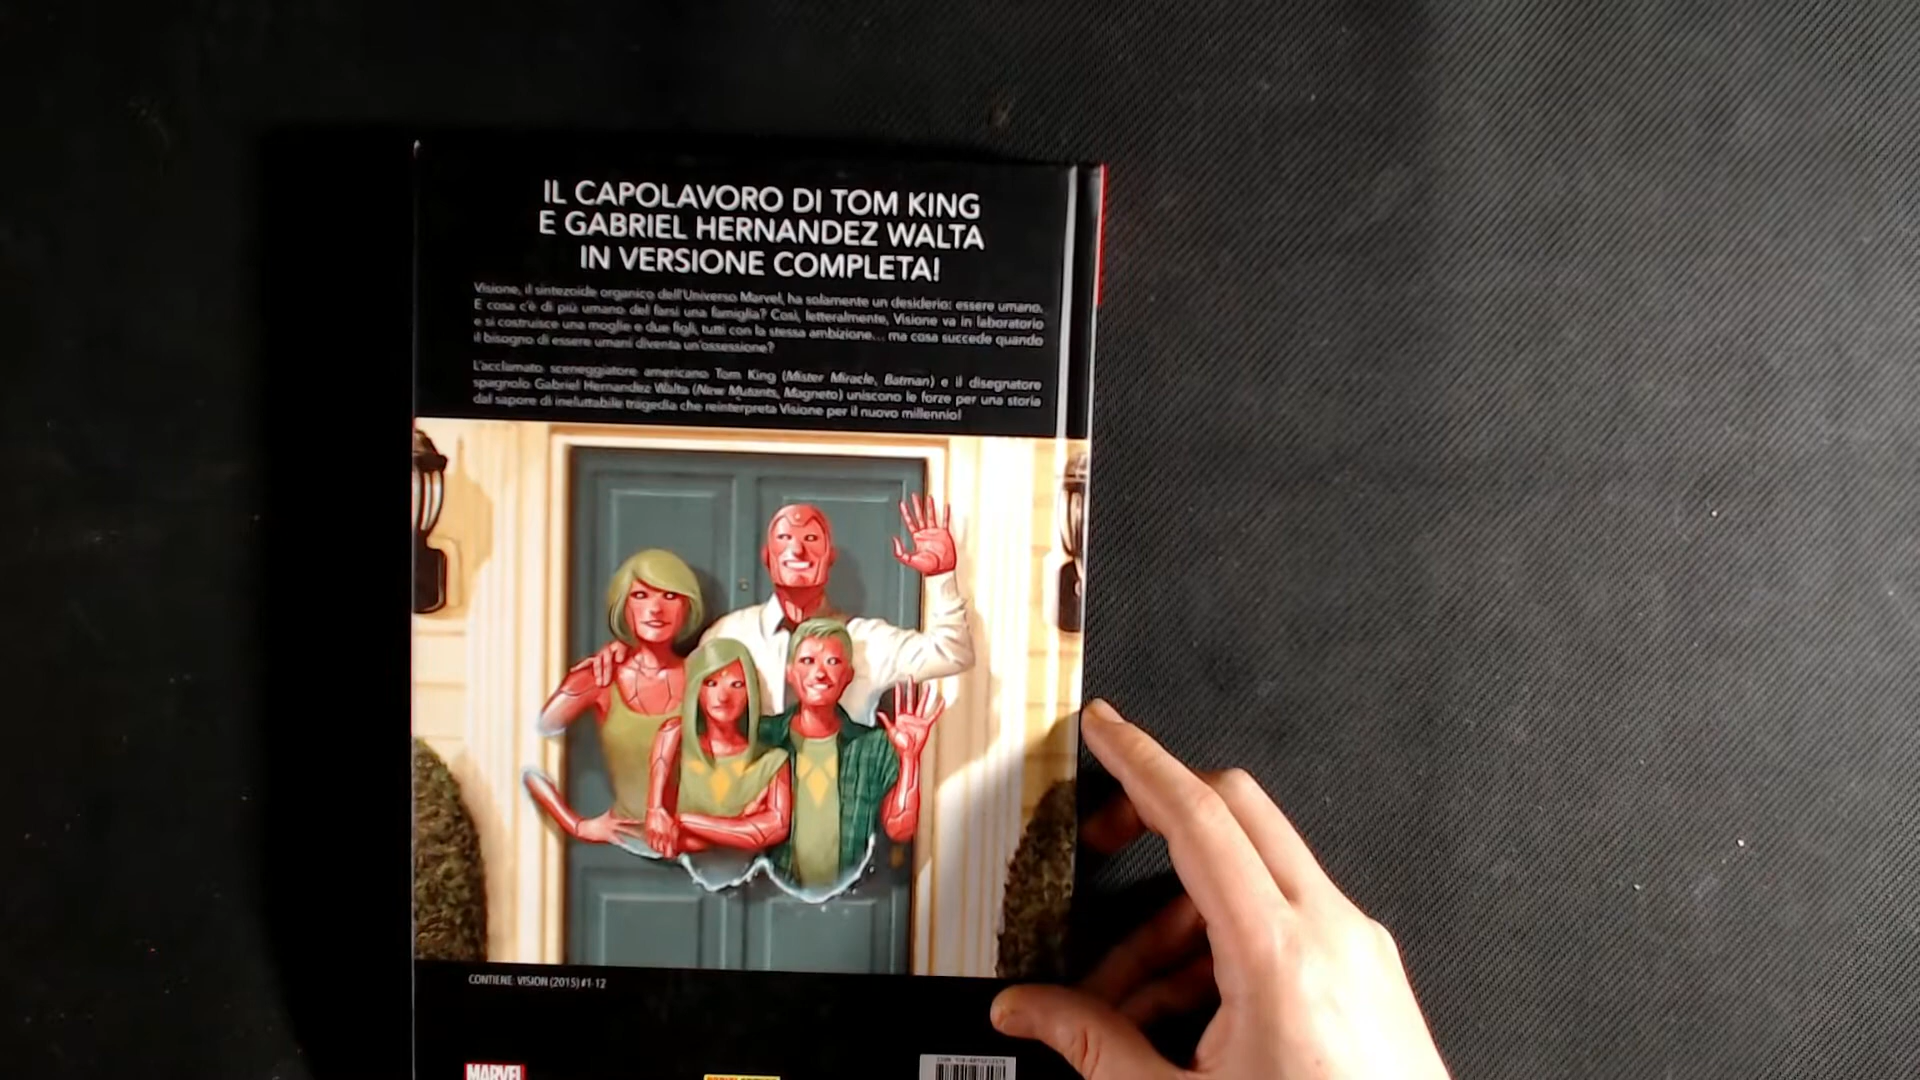 IL CAPOLAVORO DI TOM KING
E GABRIEL HERNANDEZ WALTA
IN VERSIONE COMPLETA!
Visione, il sintezoide organico dell'Universo Marvel, ha solamente un desiderio: essere umano.
E cosa c'è di più umano del farsi una famiglia? Così, letteralmente, Visione va in laboratorio
e si costruisce una moglie e due figli, tutti con la stessa ambizione... ma cosa succede quando
il bisogno di essere umani diventa un'ossessione?
L'acclamato sceneggiatore americano Tom King (Mister Miracle, Batman) e il disegnatore
spagnolo Gabriel Hernandez Walta (New Mutants, Magneto) uniscono le forze per una storia
dal sapore di ineluttabile tragedia che reinterpreta Visione per il nuovo millennio!
CONTIENE: VISION (2015) #1-12
MARVEL